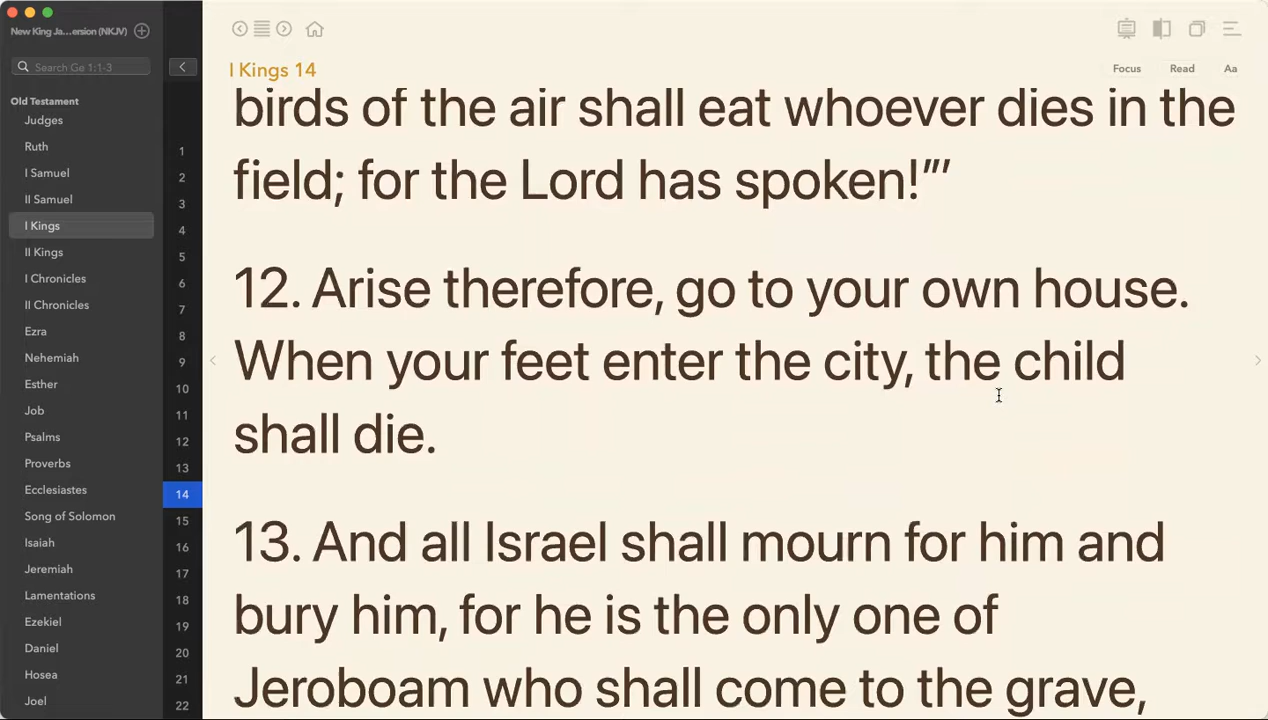 New King Ja...ersion (NKJV)
Search Ge 1:1-3
Old Testament
Judges
Ruth
I Samuel
II Samuel
I Kings
II Kings
I Chronicles
II Chronicles
Ezra
Nehemiah
Esther
Job
Psalms
Proverbs
Ecclesiastes
Song of Solomon
Isaiah
Jeremiah
Lamentations
Ezekiel
Daniel
Hosea
Joel
1
2
3
4
5
6
7
8
9
10
11
12
13
14
15
16
17
18
19
20
21
22
I Kings 14
Focus
Read
Aa
birds of the air shall eat whoever dies in the
field; for the Lord has spoken!”’
12. Arise therefore, go to your own house.
When your feet enter the city, the child
shall die.
13. And all Israel shall mourn for him and
bury him, for he is the only one of
Jeroboam who shall come to the grave,